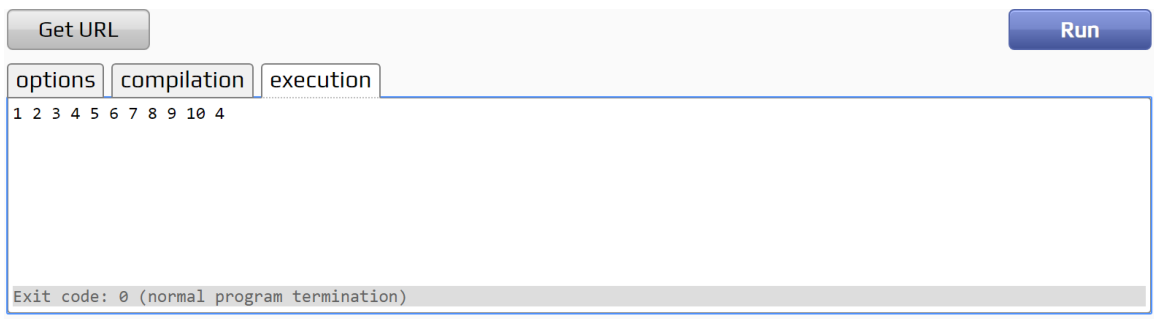 Get URL
Run
options
compilation
execution
1 2 3 4 5 6 7 8 9 10 4
Exit code: 0 (normal program termination)